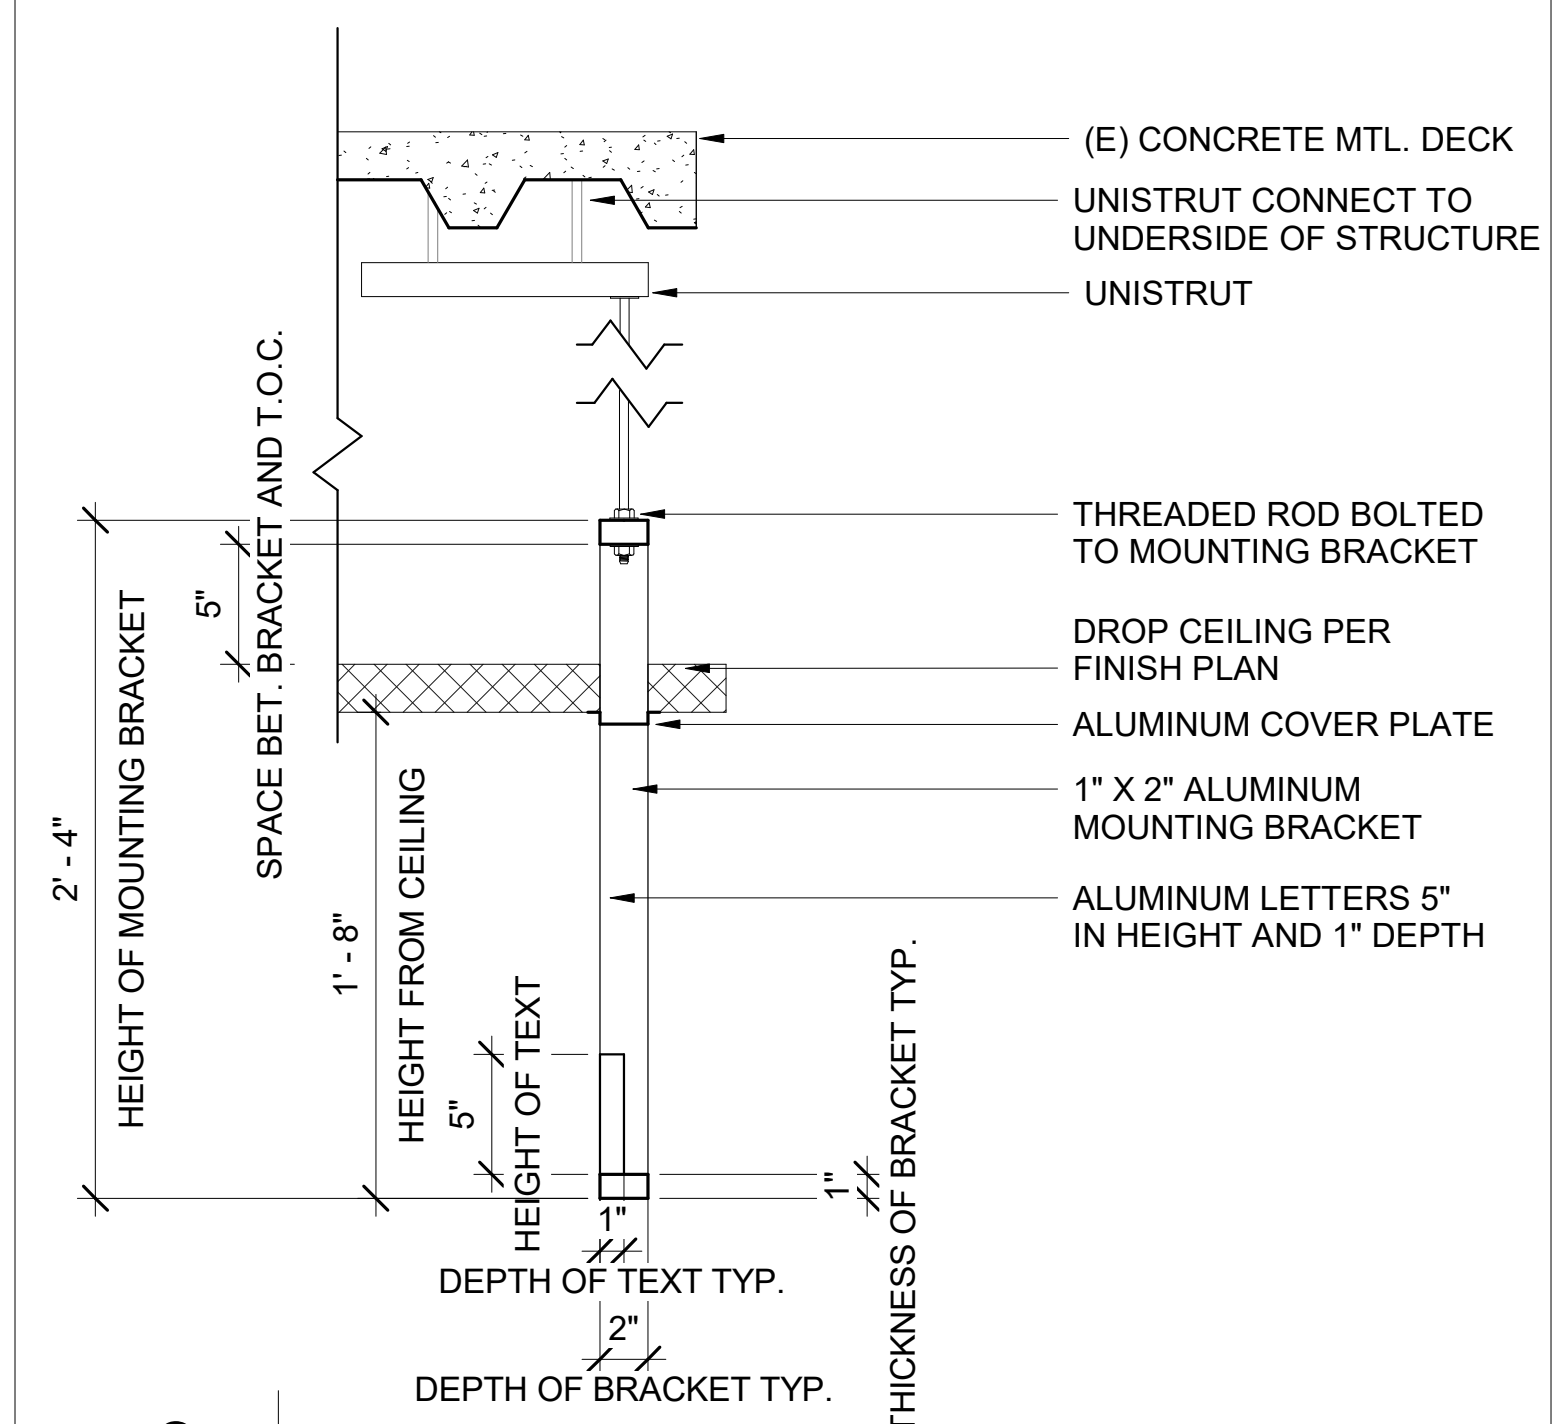 (E) CONCRETE MTL. DECK
UNISTRUT CONNECT TO
UNDERSIDE OF STRUCTURE
UNISTRUT
THREADED ROD BOLTED
TO MOUNTING BRACKET
DROP CEILING PER
FINISH PLAN
ALUMINUM COVER PLATE
1" X 2" ALUMINUM
MOUNTING BRACKET
ALUMINUM LETTERS 5"
IN HEIGHT AND 1" DEPTH
2' - 4"
HEIGHT OF MOUNTING BRACKET
5"
SPACE BET. BRACKET AND T.O.C.
1' - 8"
HEIGHT FROM CEILING
5"
HEIGHT OF TEXT
1"
THICKNESS OF BRACKET TYP.
1"
DEPTH OF TEXT TYP.
2"
DEPTH OF BRACKET TYP.